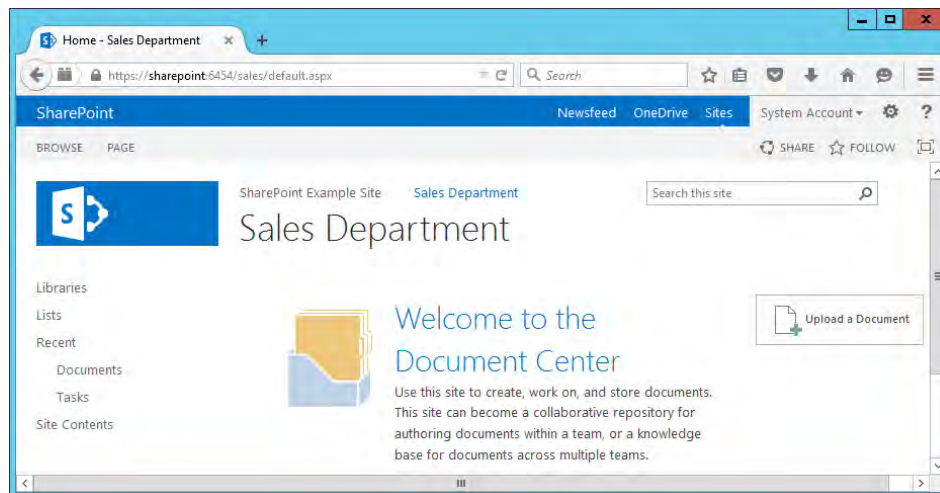 Home - Sales Department
https://sharepoint:6454/sales/default.aspx
Search
SharePoint
Newsfeed OneDrive Sites System Account ?
BROWSE PAGE
SHARE FOLLOW
S
SharePoint Example Site Sales Department
Search this site
Sales Department
Libraries
Lists
Recent
Documents
Tasks
Site Contents
Welcome to the
Document Center
Use this site to create, work on, and store documents.
This site can become a collaborative repository for
authoring documents within a team, or a knowledge
base for documents across multiple teams.
Upload a Document